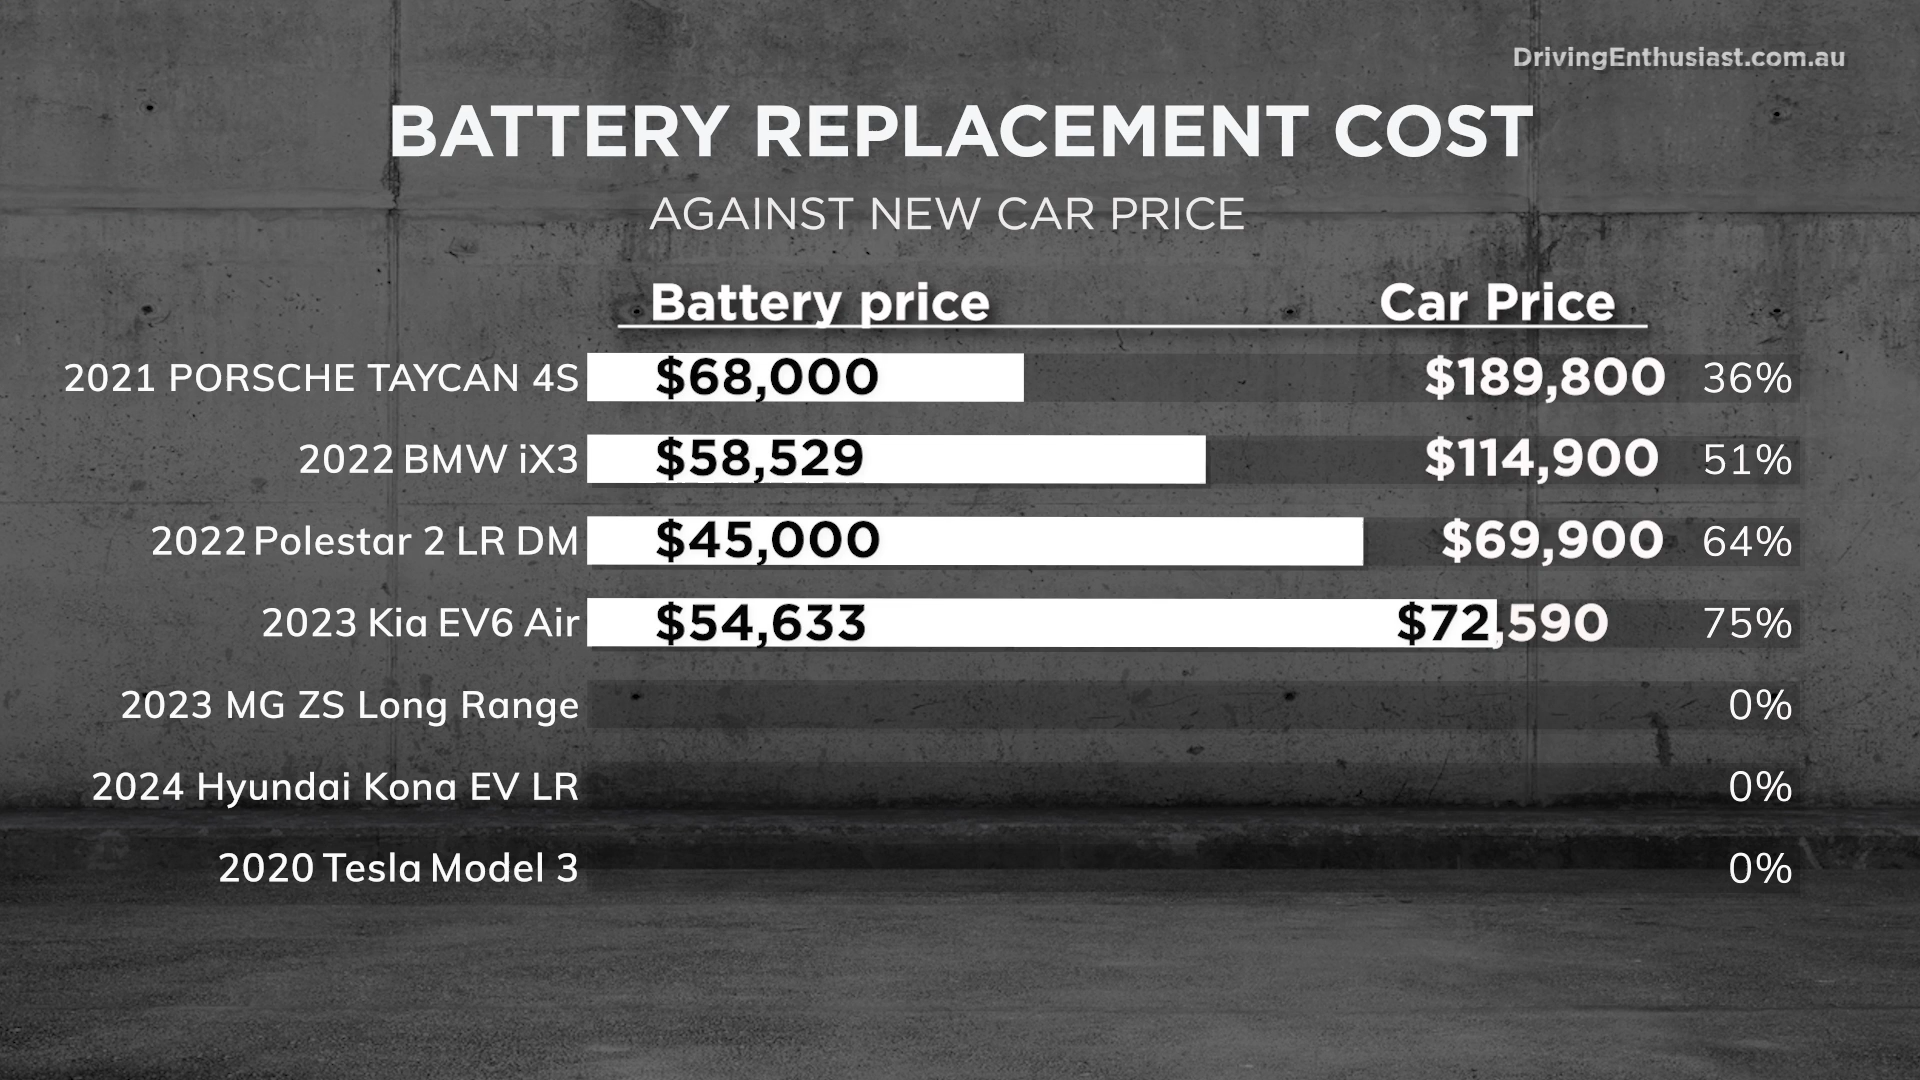 DrivingEnthusiast.com.au
BATTERY REPLACEMENT COST
AGAINST NEW CAR PRICE
Battery price Car Price
2021 PORSCHE TAYCAN 4S $68,000 $189,800 36%
2022 BMW iX3 $58,529 $114,900 51%
2022 Polestar 2 LR DM $45,000 $69,900 64%
2023 Kia EV6 Air $54,633 $72,590 75%
2023 MG ZS Long Range 0%
2024 Hyundai Kona EV LR 0%
2020 Tesla Model 3 0%